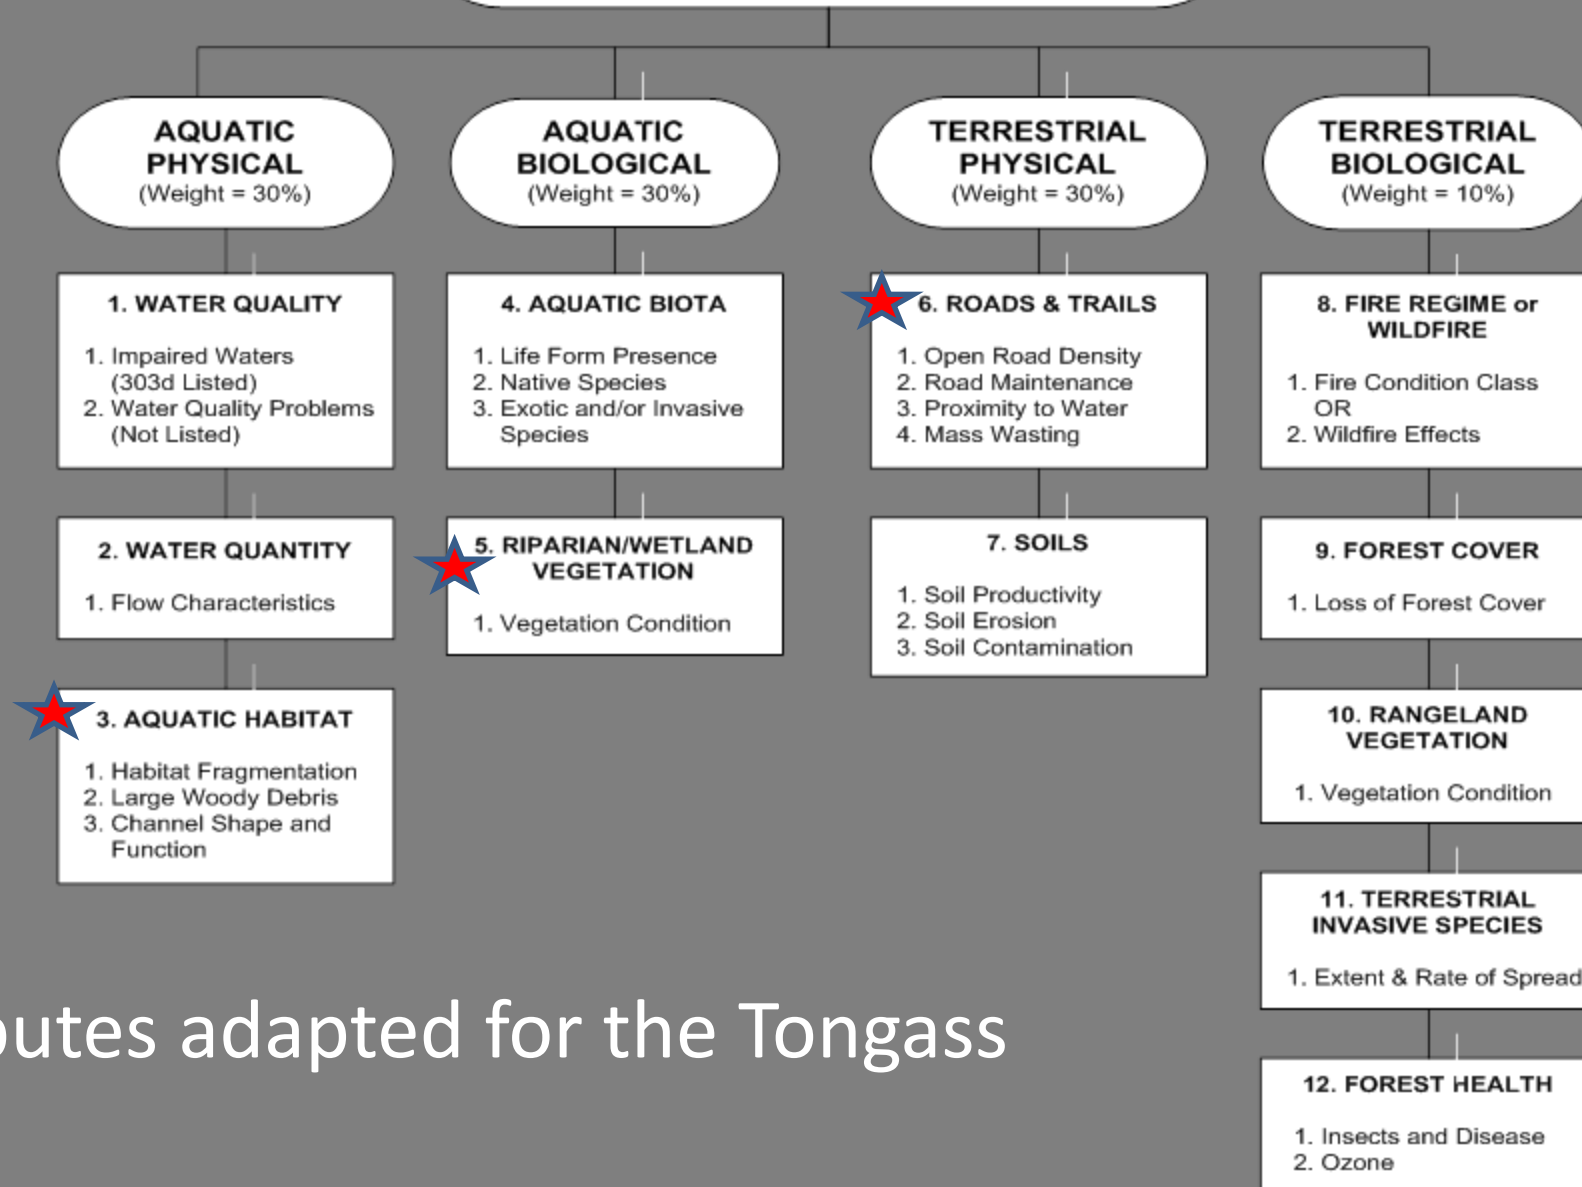 AQUATIC
PHYSICAL
(Weight = 30%)
1. WATER QUALITY
1. Impaired Waters
(303d Listed)
2. Water Quality Problems
(Not Listed)
2. WATER QUANTITY
1. Flow Characteristics
3. AQUATIC HABITAT
1. Habitat Fragmentation
2. Large Woody Debris
3. Channel Shape and
Function
AQUATIC
BIOLOGICAL
(Weight = 30%)
4. AQUATIC BIOTA
1. Life Form Presence
2. Native Species
3. Exotic and/or Invasive
Species
5. RIPARIAN/WETLAND
VEGETATION
1. Vegetation Condition
TERRESTRIAL
PHYSICAL
(Weight = 30%)
6. ROADS & TRAILS
1. Open Road Density
2. Road Maintenance
3. Proximity to Water
4. Mass Wasting
7. SOILS
1. Soil Productivity
2. Soil Erosion
3. Soil Contamination
TERRESTRIAL
BIOLOGICAL
(Weight = 10%)
8. FIRE REGIME or
WILDFIRE
1. Fire Condition Class
OR
2. Wildfire Effects
9. FOREST COVER
1. Loss of Forest Cover
10. RANGELAND
VEGETATION
1. Vegetation Condition
11. TERRESTRIAL
INVASIVE SPECIES
1. Extent & Rate of Spread
12. FOREST HEALTH
1. Insects and Disease
2. Ozone
adapted for the Tongass